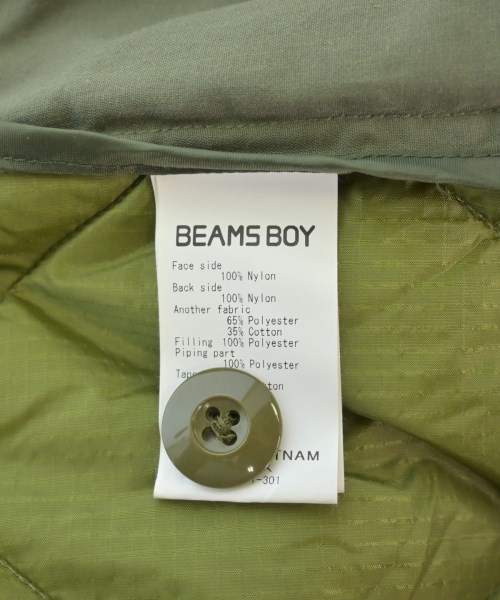 BEAMS BOY
Face side
100% Nylon
Back side
100% Nylon
Another fabric
65% Polyester
35% Cotton
Filling 100% Polyester
Piping part
100% Polyester